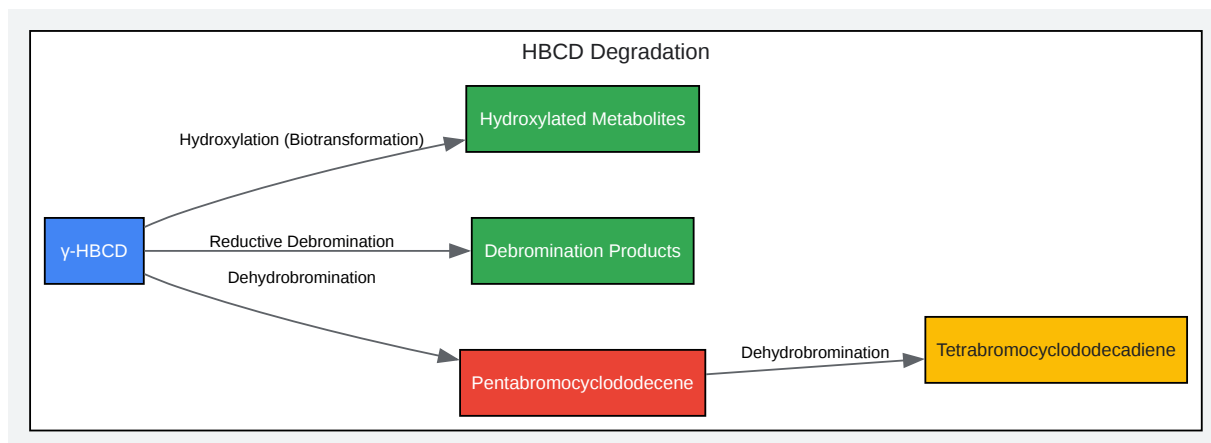 HBCD Degradation
Hydroxylated Metabolites
Hydroxylation (Biotransformation)
γ-HBCD
Reductive Debromination
Debromination Products
Dehydrobromination
Pentabromocyclododecene
Dehydrobromination
Tetrabromocyclododecadiene